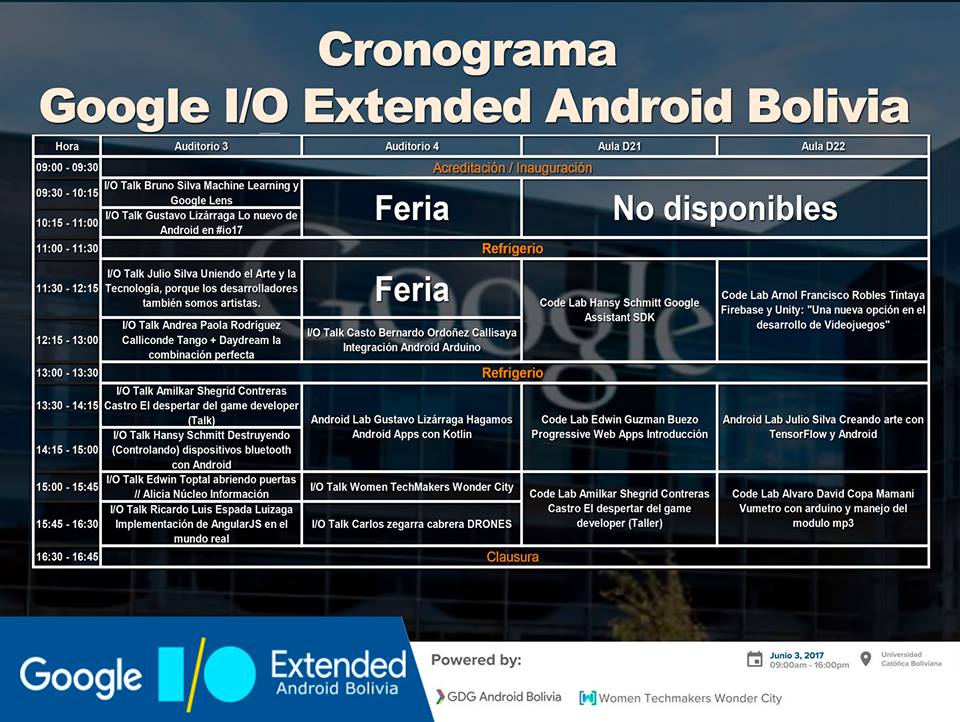 Cronograma
Google I/O Extended Android Bolivia
Hora
Auditorio 3
Auditorio 4
Aula D21
Aula D22
09:00 - 09:30
Acreditación / Inauguración
09:30 - 10:15
I/O Talk Bruno Silva Machine Learning y
Google Lens
Feria
No disponibles
10:15 - 11:00
I/O Talk Gustavo Lizárraga Lo nuevo de
Android en #io17
11:00 - 11:30
Refrigerio
11:30 - 12:15
I/O Talk Julio Silva Uniendo el Arte y la
Tecnología, porque los desarrolladores
también somos artistas.
Feria
Code Lab Hansy Schmitt Google
Assistant SDK
Code Lab Arnol Francisco Robles Tintaya
Firebase y Unity: "Una nueva opción en el
desarrollo de Videojuegos"
12:15 - 13:00
I/O Talk Andrea Paola Rodríguez
Calliconde Tango + Daydream la
combinación perfecta
I/O Talk Casto Bernardo Ordoñez Callisaya
Integración Android Arduino
13:00 - 13:30
Refrigerio
13:30 - 14:15
I/O Talk Amilkar Shegrid Contreras
Castro El despertar del game developer
(Talk)
Android Lab Gustavo Lizárraga Hagamos
Android Apps con Kotlin
Code Lab Edwin Guzman Buezo
Progressive Web Apps Introducción
Android Lab Julio Silva Creando arte con
TensorFlow y Android
14:15 - 15:00
I/O Talk Hansy Schmitt Destruyendo
(Controlando) dispositivos bluetooth
con Android
15:00 - 15:45
I/O Talk Edwin Toptal abriendo puertas
// Alicia Núcleo Información
I/O Talk Women TechMakers Wonder City
Code Lab Amilkar Shegrid Contreras
Castro El despertar del game
developer (Taller)
Code Lab Alvaro David Copa Mamani
Vumetro con arduino y manejo del
modulo mp3
15:45 - 16:30
I/O Talk Ricardo Luis Espada Luizaga
Implementación de AngularJS en el
mundo real
I/O Talk Carlos zegarra cabrera DRONES
16:30 - 16:45
Clausura
Google
Google I/O Extended
Android Bolivia
Powered by:
GDG Android Bolivia
Women Techmakers Wonder City
Junio 3, 2017
09:00am - 16:00pm
Universidad
Católica Boliviana